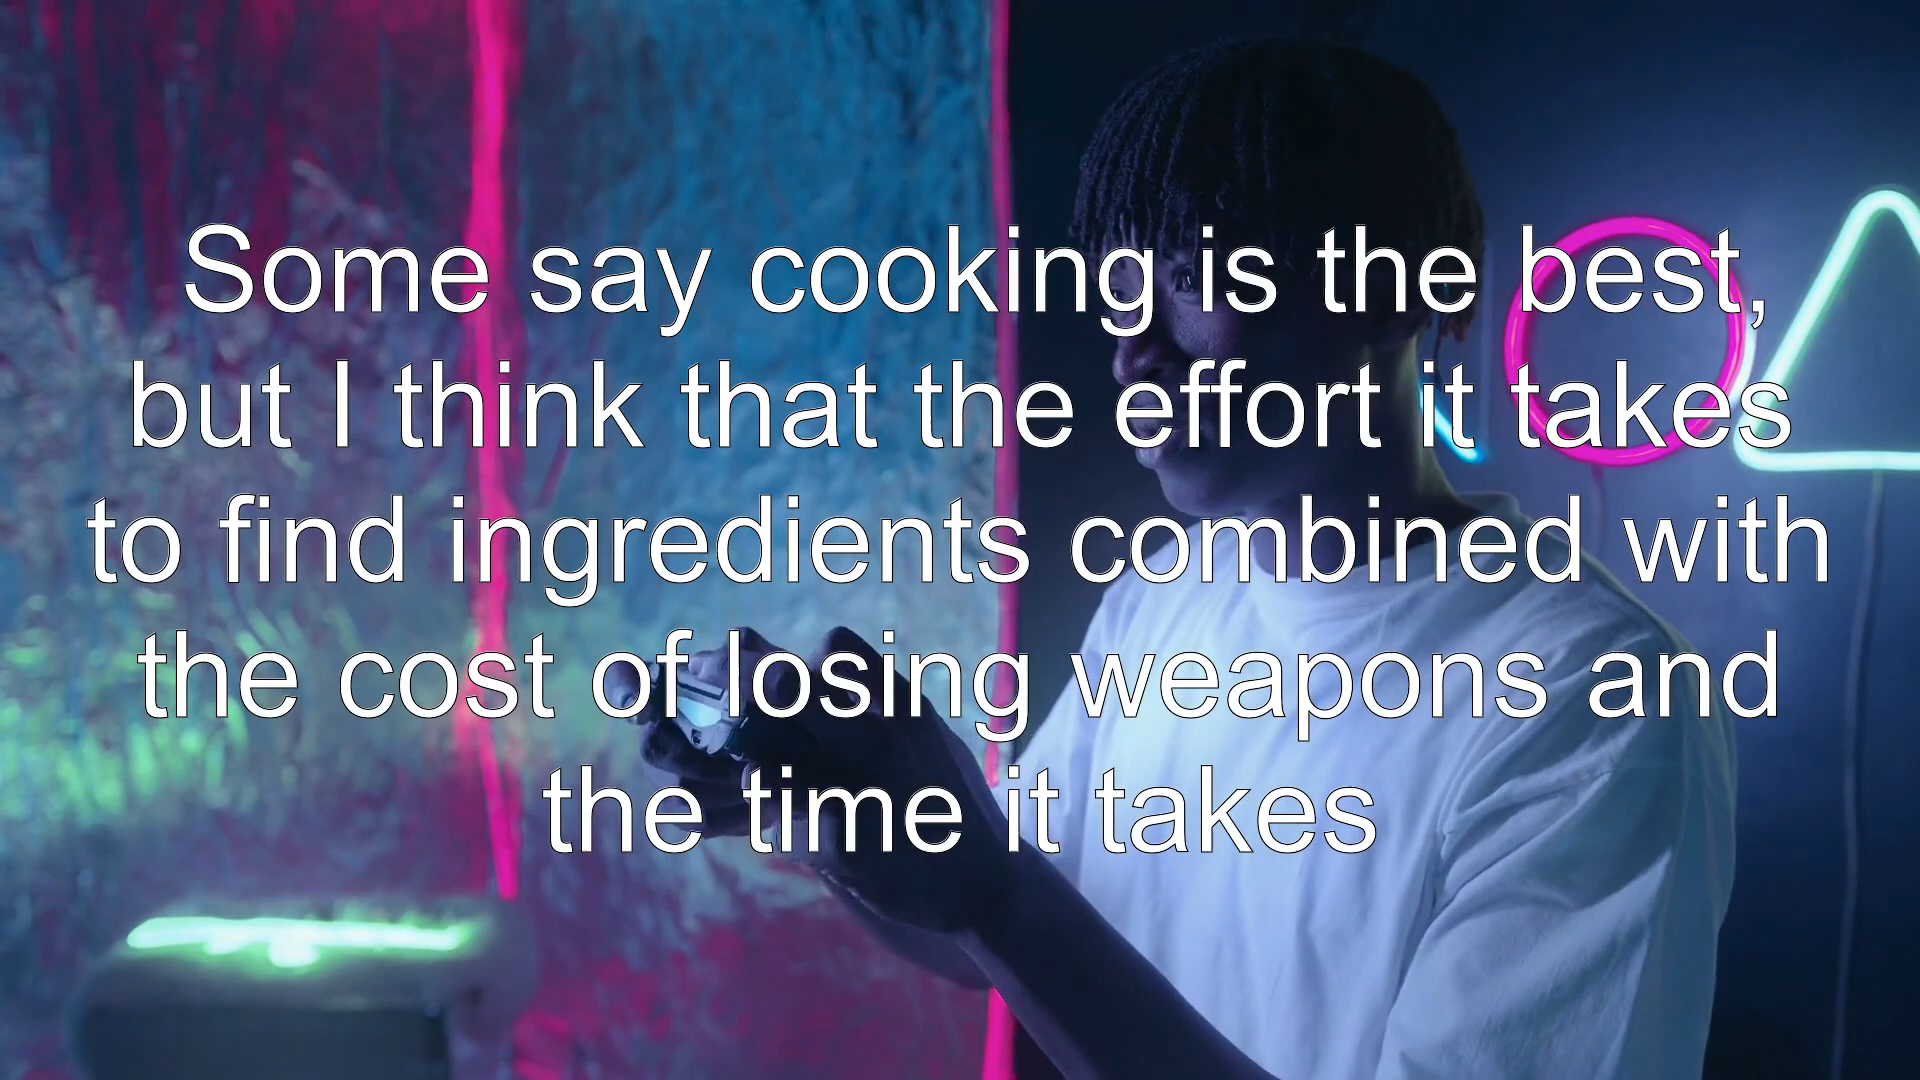 Some say cooking is the best,
but I think that the effort it takes
to find ingredients combined with
the cost of losing weapons and
the time it takes